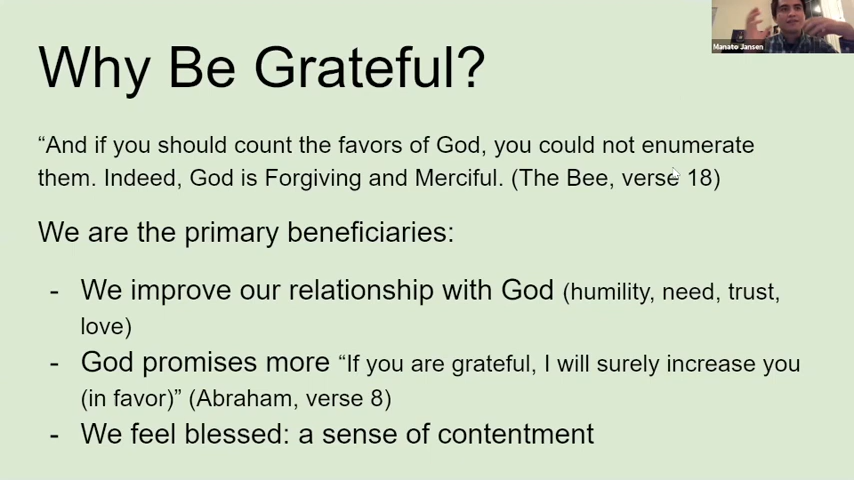 Manato Jansen
Why Be Grateful?
“And if you should count the favors of God, you could not enumerate
them. Indeed, God is Forgiving and Merciful. (The Bee, verse 18)
We are the primary beneficiaries:
- We improve our relationship with God (humility, need, trust,
love)
- God promises more “If you are grateful, I will surely increase you
(in favor)” (Abraham, verse 8)
- We feel blessed: a sense of contentment